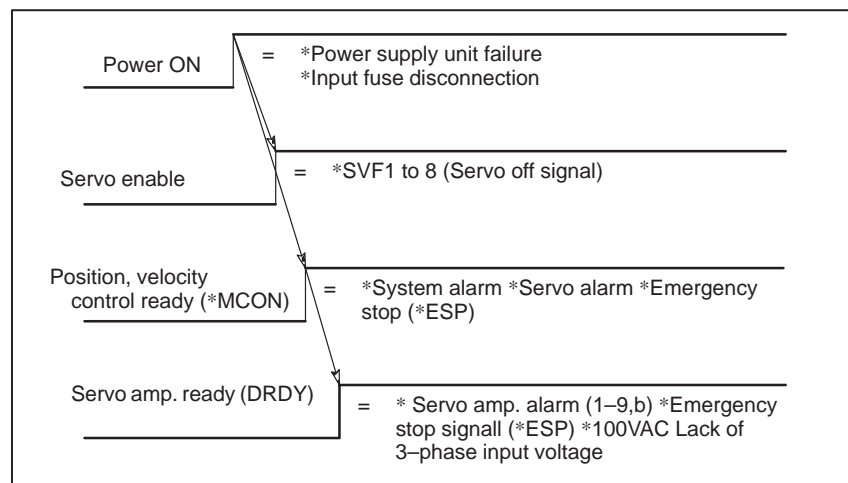 Power ON
= *Power supply unit failure
*Input fuse disconnection
Servo enable
= *SVF1 to 8 (Servo off signal)
Position, velocity
control ready (*MCON)
= *System alarm *Servo alarm *Emergency
stop (*ESP)
Servo amp. ready (DRDY)
= * Servo amp. alarm (1–9,b) *Emergency
stop signall (*ESP) *100VAC Lack of
3–phase input voltage